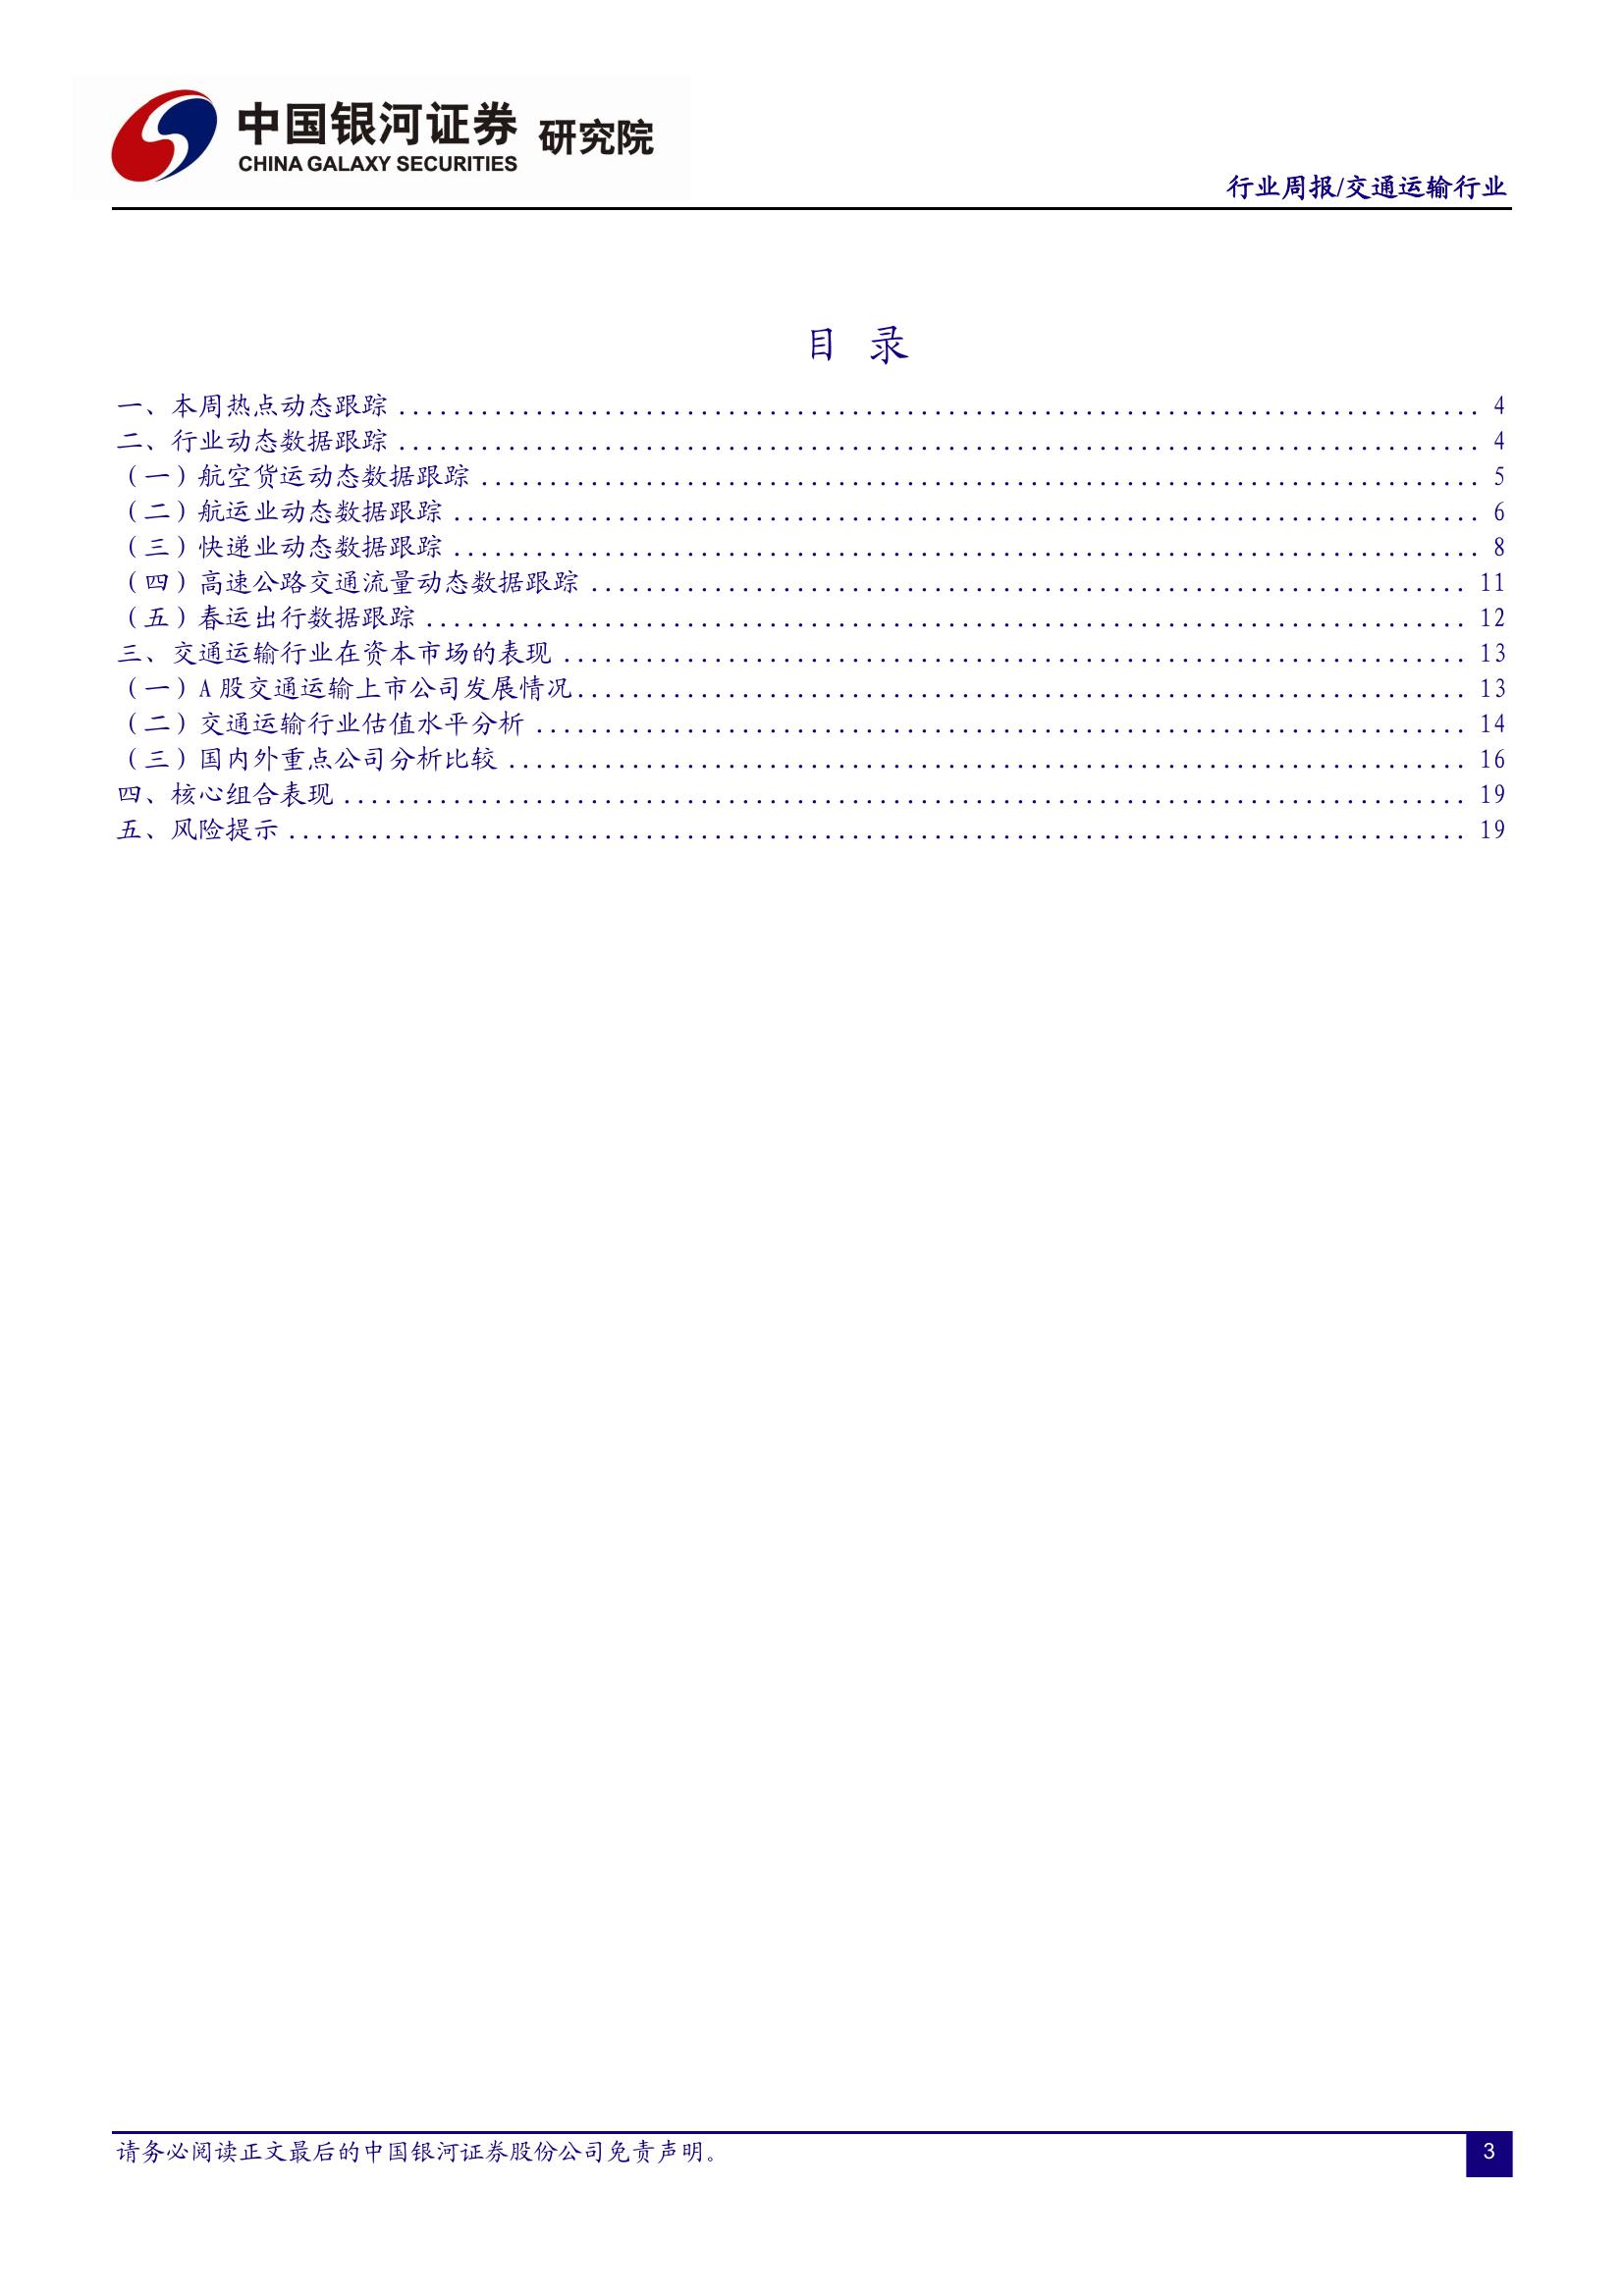 中国银河证券 研究院
CHINA GALAXY SECURITIES
行业周报/交通运输行业
目 录
一、本周热点动态跟踪 ........ 4
二、行业动态数据跟踪 ........ 4
（一）航空货运动态数据跟踪 ........ 5
（二）航运业动态数据跟踪 ........ 6
（三）快递业动态数据跟踪 ........ 8
（四）高速公路交通流量动态数据跟踪 ........ 11
（五）春运出行数据跟踪 ........ 12
三、交通运输行业在资本市场的表现 ........ 13
（一）A 股交通运输上市公司发展情况 ........ 13
（二）交通运输行业估值水平分析 ........ 14
（三）国内外重点公司分析比较 ........ 16
四、核心组合表现 ........ 19
五、风险提示 ........ 19
请务必阅读正文最后的中国银河证券股份公司免责声明。
3